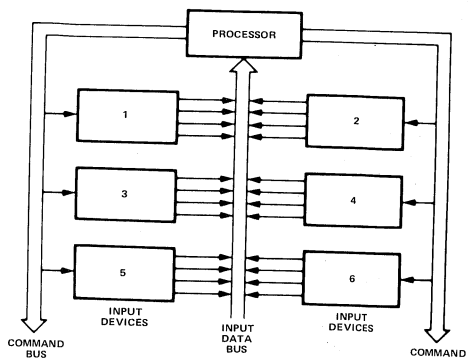 PROCESSOR
1
2
3
4
5
6
INPUT
DEVICES
INPUT
DATA
BUS
INPUT
DEVICES
COMMAND
BUS
COMMAND